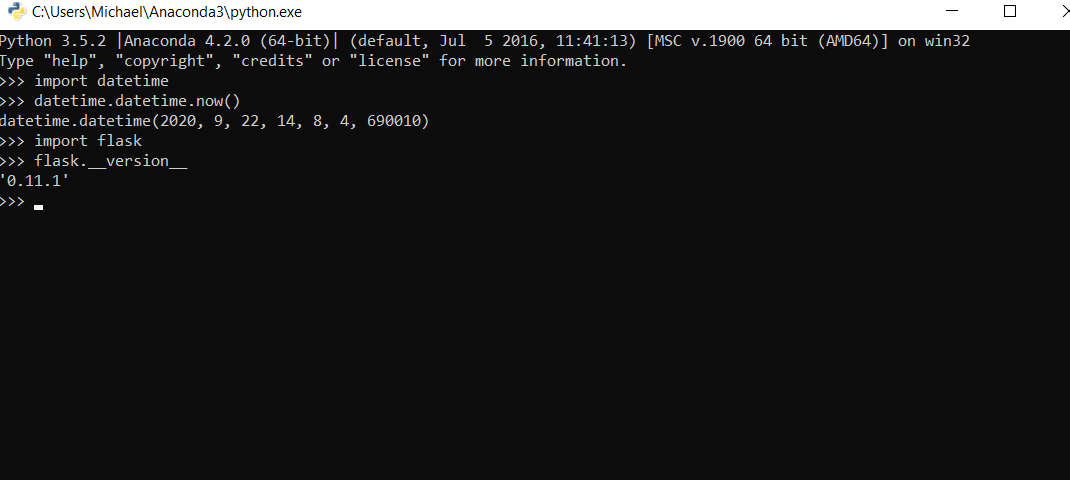 C:\Users\Michael\Anaconda3\python.exe
Python 3.5.2 |Anaconda 4.2.0 (64-bit)| (default, Jul  5 2016, 11:41:13) [MSC v.1900 64 bit (AMD64)] on win32
Type "help", "copyright", "credits" or "license" for more information.
>>> import datetime
>>> datetime.datetime.now()
datetime.datetime(2020, 9, 22, 14, 8, 4, 690010)
>>> import flask
>>> flask.__version__
'0.11.1'
>>>